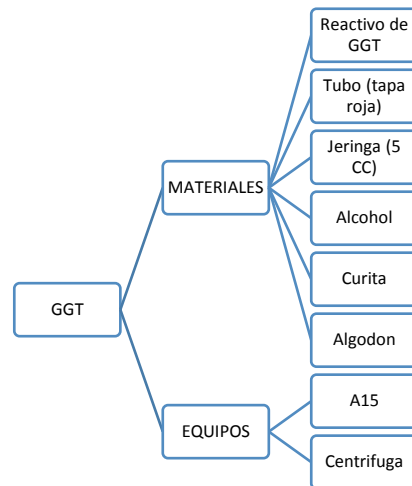 Reactivo de
GGT
Tubo (tapa
roja)
Jeringa (5
CC)
MATERIALES
Alcohol
Curita
GGT
Algodon
A15
EQUIPOS
Centrifuga